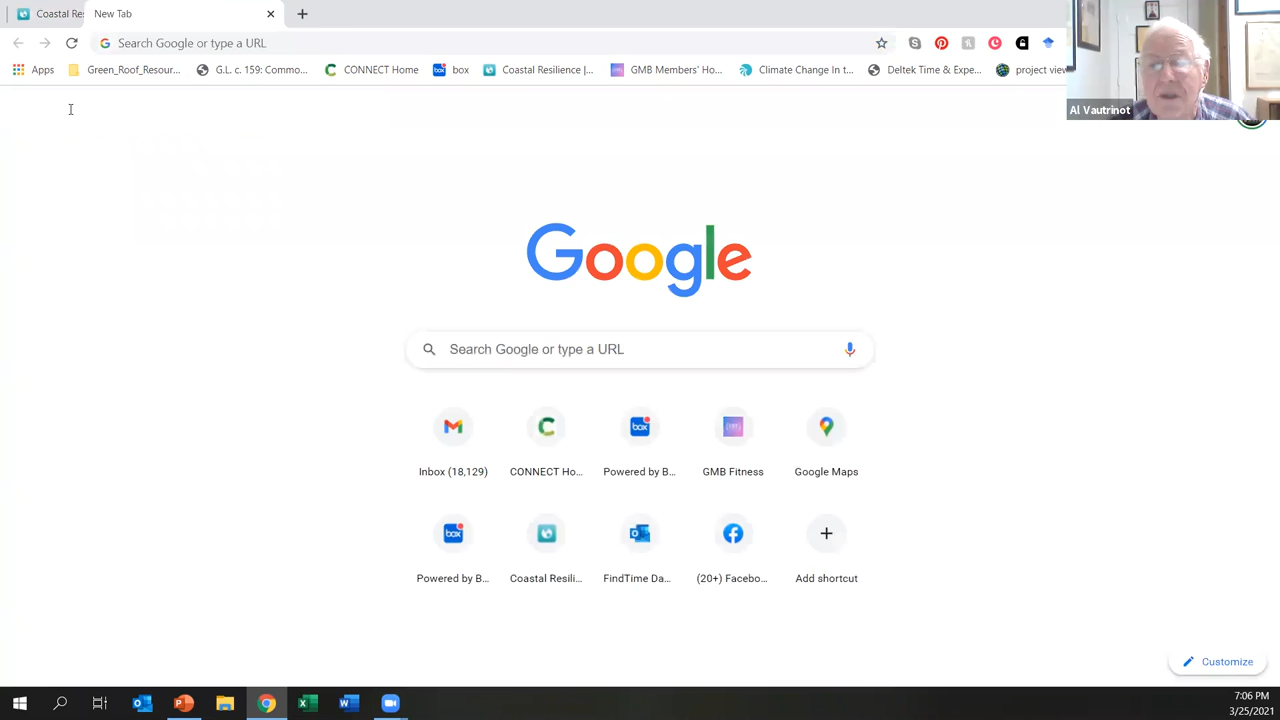 Coastal Res
New Tab
Search Google or type a URL
Apps
Green_Roof_Resour...
G.L. c. 159: Commo...
CONNECT Home
box
Coastal Resilience |...
GMB Members' Ho...
Climate Change In t...
Deltek Time & Expe...
project view
Al Vautrinot
Google
Search Google or type a URL
Inbox (18,129)
CONNECT Ho...
Powered by B...
GMB Fitness
Google Maps
Powered by B...
Coastal Resili...
FindTime Da...
(20+) Facebo...
Add shortcut
Customize
7:06 PM
3/25/2021